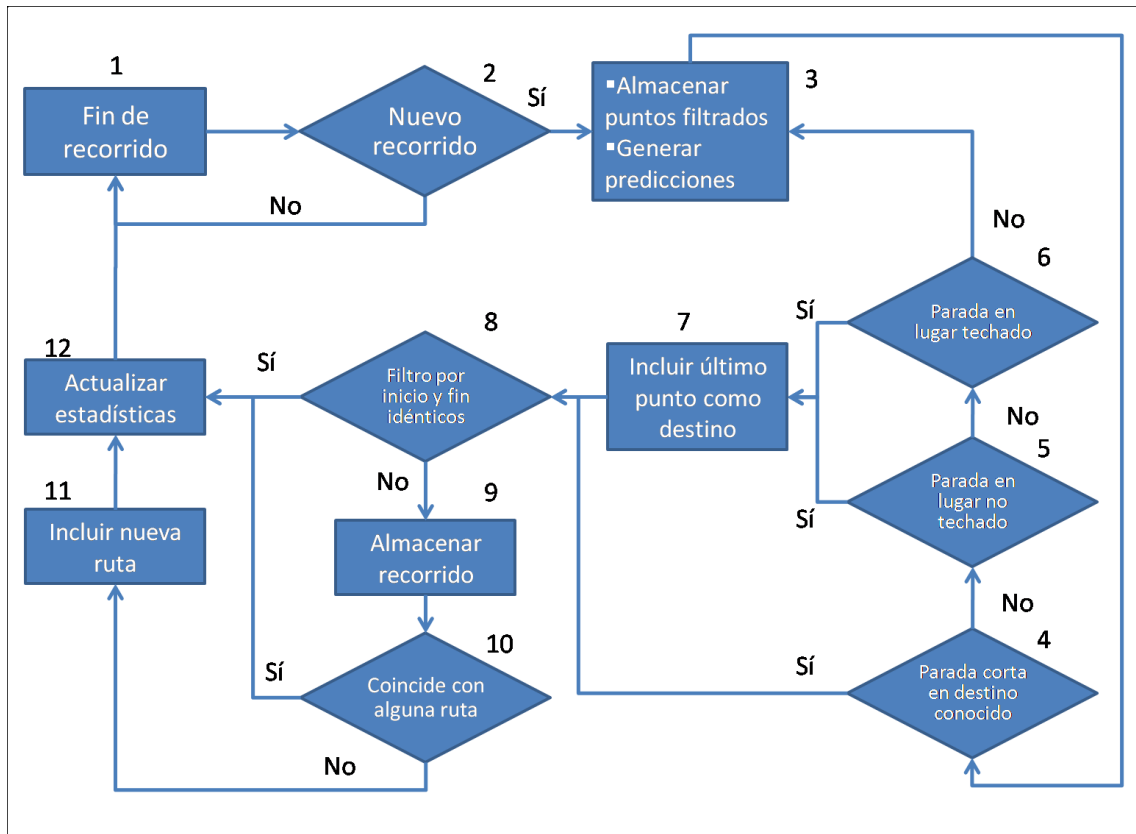 1
Fin de
recorrido
2
Nuevo
recorrido
Sí
No
3
▪Almacenar
puntos filtrados
▪Generar
predicciones
No
6
Parada en
lugar techado
Sí
No
5
Parada en
lugar no
techado
Sí
No
4
Parada corta
en destino
conocido
Sí
7
Incluir último
punto como
destino
8
Filtro por
inicio y fin
idénticos
Sí
No
9
Almacenar
recorrido
10
Coincide con
alguna ruta
Sí
No
11
Incluir nueva
ruta
12
Actualizar
estadísticas